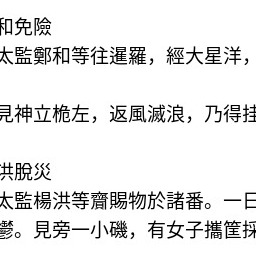 和免險
太監鄭和等往暹羅，經大星洋，
見神立桅左，返風滅浪，乃得挂
洪脫災
太監楊洪等齎賜物於諸番。一日
鬱。見旁一小磯，有女子攜筐採